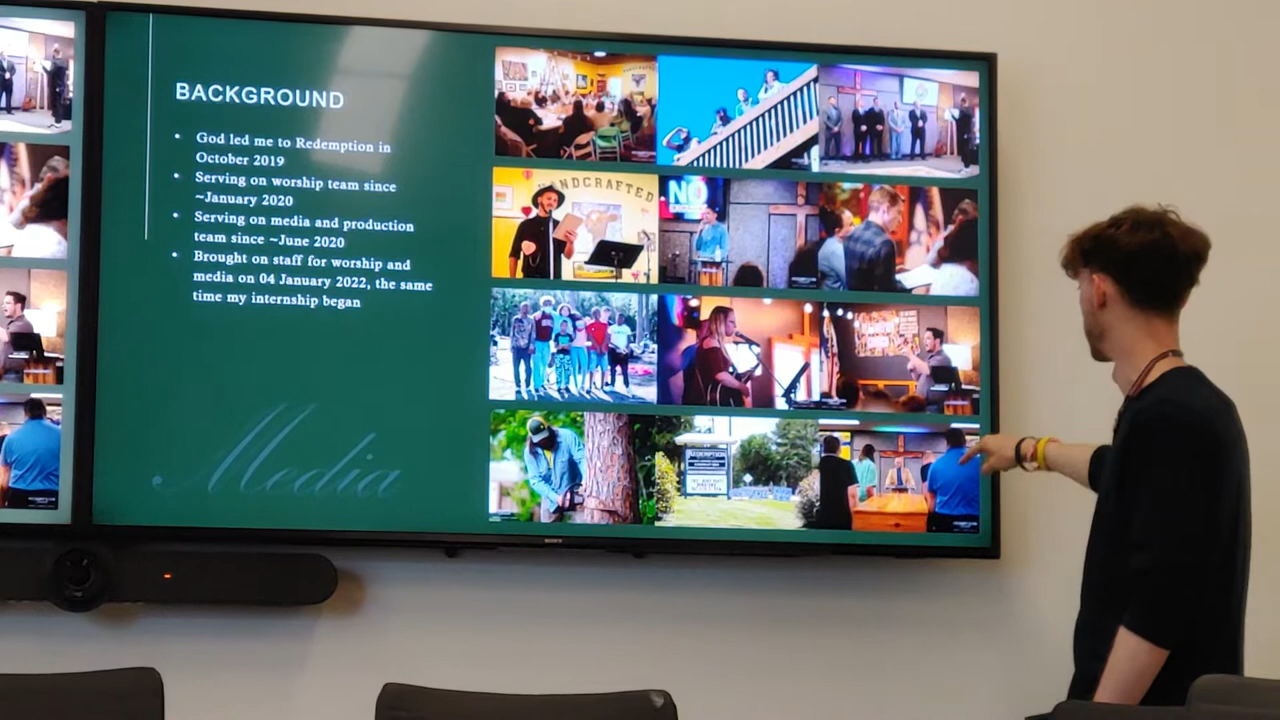 BACKGROUND
• God led me to Redemption in
October 2019
• Serving on worship team since
~January 2020
• Serving on media and production
team since ~June 2020
• Brought on staff for worship and
media on 04 January 2022, the same
time my internship began
Media
HANDCRAFTED
NO
REDEMPTION
SONY